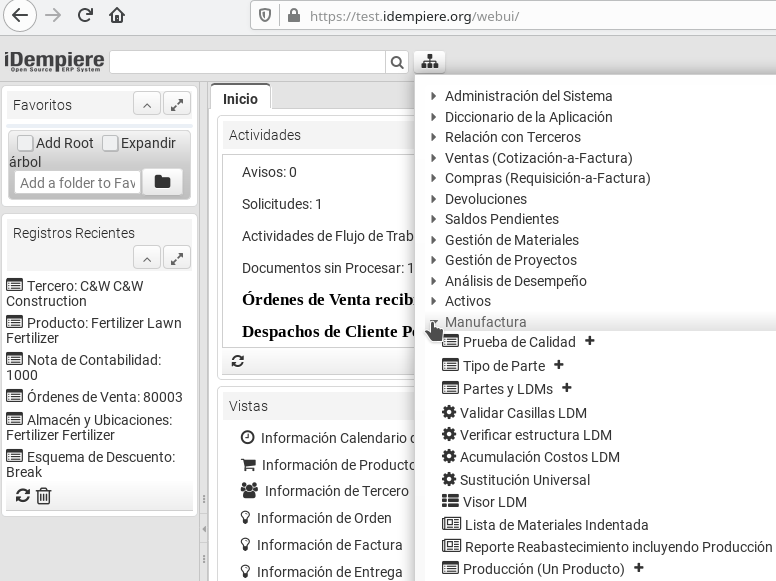 https://test.idempiere.org/webui/
iDempiere
Open Source ERP System
Favoritos
Add Root Expandir
árbol
Add a folder to Fav
Registros Recientes
Tercero: C&W C&W
Construction
Producto: Fertilizer Lawn
Fertilizer
Nota de Contabilidad:
1000
Órdenes de Venta: 80003
Almacén y Ubicaciones:
Fertilizer Fertilizer
Esquema de Descuento:
Break
Inicio
Actividades
Avisos: 0
Solicitudes: 1
Actividades de Flujo de Trab
Documentos sin Procesar: 1
Órdenes de Venta recib
Despachos de Cliente P
Vistas
Información Calendario
Información de Producto
Información de Tercero
Información de Orden
Información de Factura
Información de Entrega
Administración del Sistema
Diccionario de la Aplicación
Relación con Terceros
Ventas (Cotización-a-Factura)
Compras (Requisición-a-Factura)
Devoluciones
Saldos Pendientes
Gestión de Materiales
Gestión de Proyectos
Análisis de Desempeño
Activos
Manufactura
Prueba de Calidad +
Tipo de Parte +
Partes y LDMs +
Validar Casillas LDM
Verificar estructura LDM
Acumulación Costos LDM
Sustitución Universal
Visor LDM
Lista de Materiales Indentada
Reporte Reabastecimiento incluyendo Producción
Producción (Un Producto) +